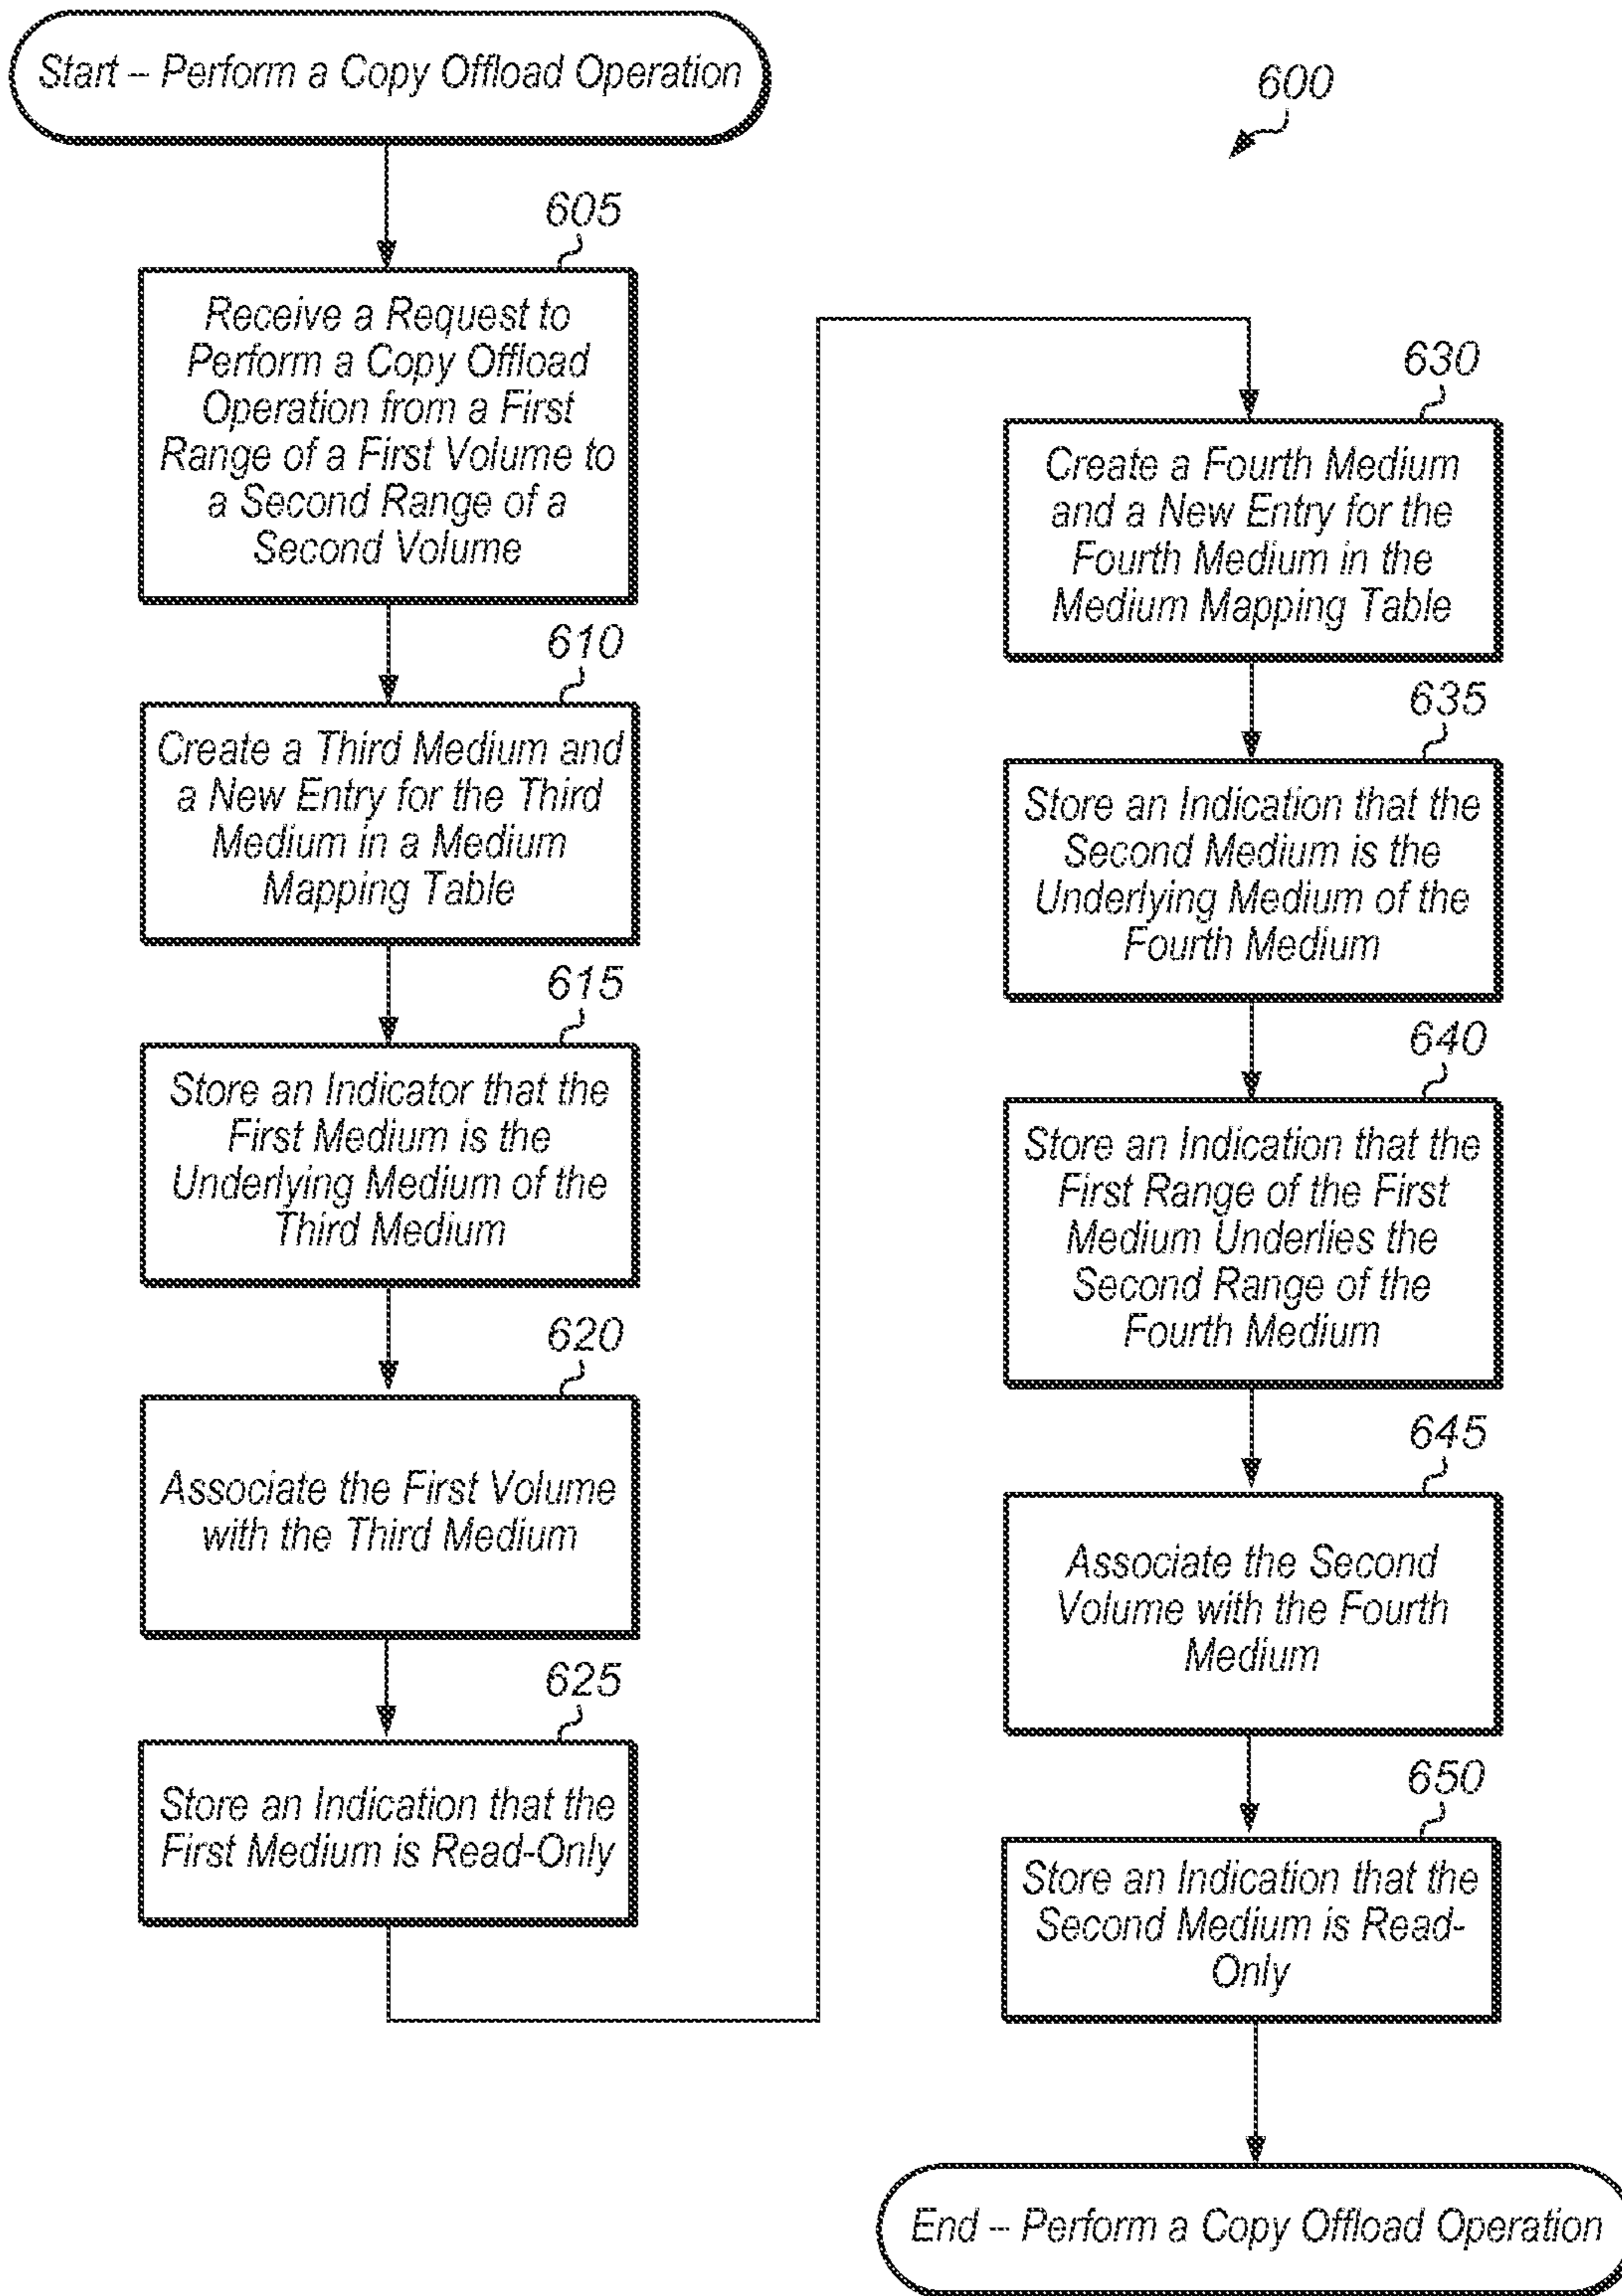 Start – Perform a Copy Offload Operation
600
605
Receive a Request to
Perform a Copy Offload
Operation from a First
Range of a First Volume to
a Second Range of a
Second Volume
610
Create a Third Medium and
a New Entry for the Third
Medium in a Medium
Mapping Table
615
Store an Indicator that the
First Medium is the
Underlying Medium of the
Third Medium
620
Associate the First Volume
with the Third Medium
625
Store an Indication that the
First Medium is Read-Only
630
Create a Fourth Medium
and a New Entry for the
Fourth Medium in the
Medium Mapping Table
635
Store an Indication that the
Second Medium is the
Underlying Medium of the
Fourth Medium
640
Store an Indication that the
First Range of the First
Medium Underlies the
Second Range of the
Fourth Medium
645
Associate the Second
Volume with the Fourth
Medium
650
Store an Indication that the
Second Medium is Read-
Only
End – Perform a Copy Offload Operation